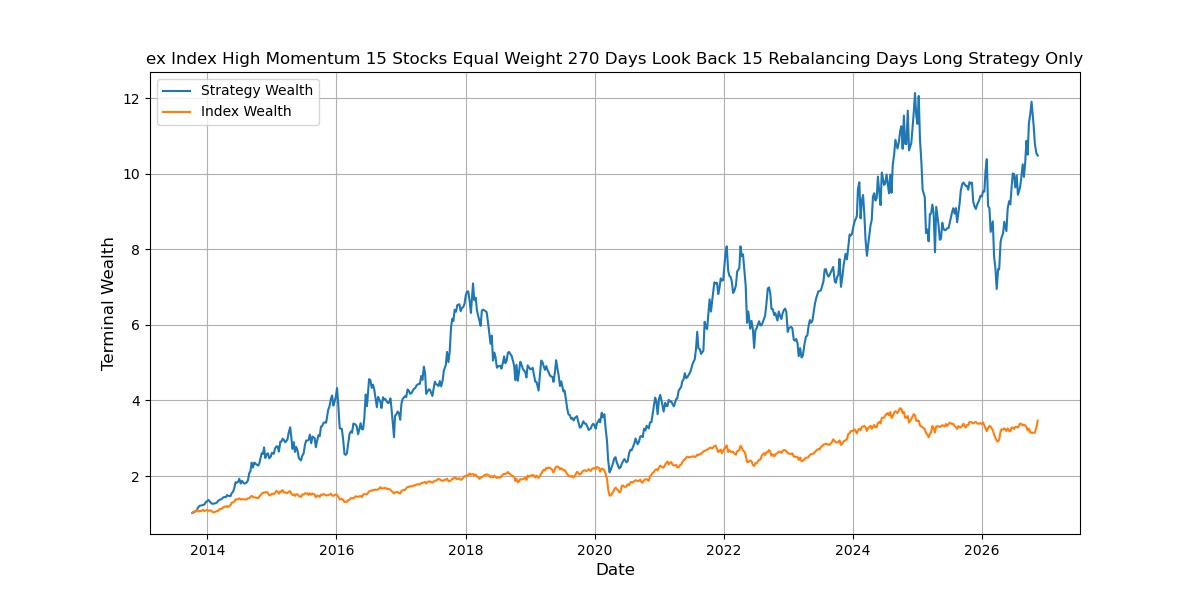 ex Index High Momentum 15 Stocks Equal Weight 270 Days Look Back 15 Rebalancing Days Long Strategy Only
Strategy Wealth
Index Wealth
12
10
8
6
4
2
Terminal Wealth
2014 2016 2018 2020 2022 2024 2026
Date